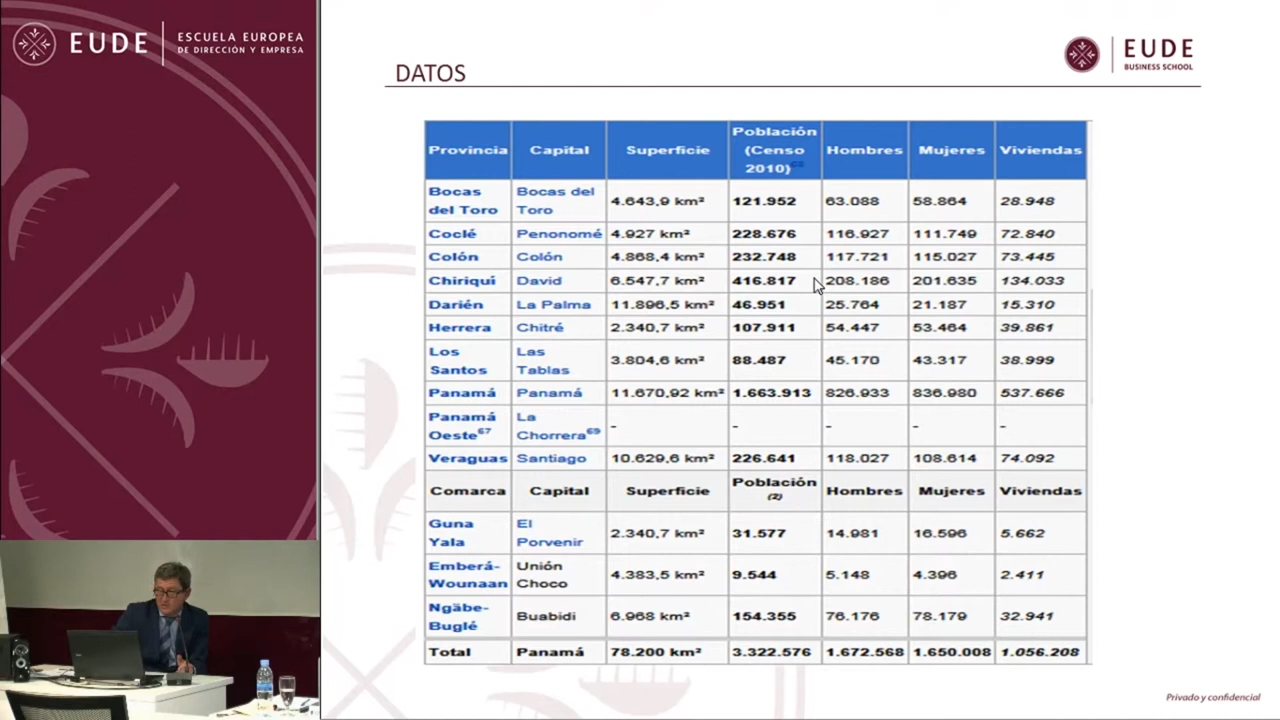 EUDE
ESCUELA EUROPEA
DE DIRECCIÓN Y EMPRESA
EUDE
BUSINESS SCHOOL
DATOS
Provincia Capital Superficie Población (Censo 2010) Hombres Mujeres Viviendas
Bocas del Toro Bocas del Toro 4.643,9 km² 121.952 63.088 58.864 28.948
Coclé Penonomé 4.927 km² 228.676 116.927 111.749 72.840
Colón Colón 4.868,4 km² 232.748 117.721 115.027 73.445
Chiriquí David 6.547,7 km² 416.817 208.186 201.635 134.033
Darién La Palma 11.896,5 km² 46.951 25.764 21.187 15.310
Herrera Chitré 2.340,7 km² 107.911 54.447 53.464 39.861
Los Santos Las Tablas 3.804,6 km² 88.487 45.170 43.317 38.999
Panamá Panamá 11.670,92 km² 1.663.913 826.933 836.980 537.666
Panamá Oeste67 La Chorrera69 - - - - -
Veraguas Santiago 10.629,6 km² 226.641 118.027 108.614 74.092
Comarca Capital Superficie Población (2) Hombres Mujeres Viviendas
Guna Yala El Porvenir 2.340,7 km² 31.577 14.981 16.596 5.662
Emberá-Wounaan Unión Choco 4.383,5 km² 9.544 5.148 4.396 2.411
Ngäbe-Buglé Buabidi 6.968 km² 154.355 76.176 78.179 32.941
Total Panamá 78.200 km² 3.322.576 1.672.568 1.650.008 1.056.208
Privado y confidencial